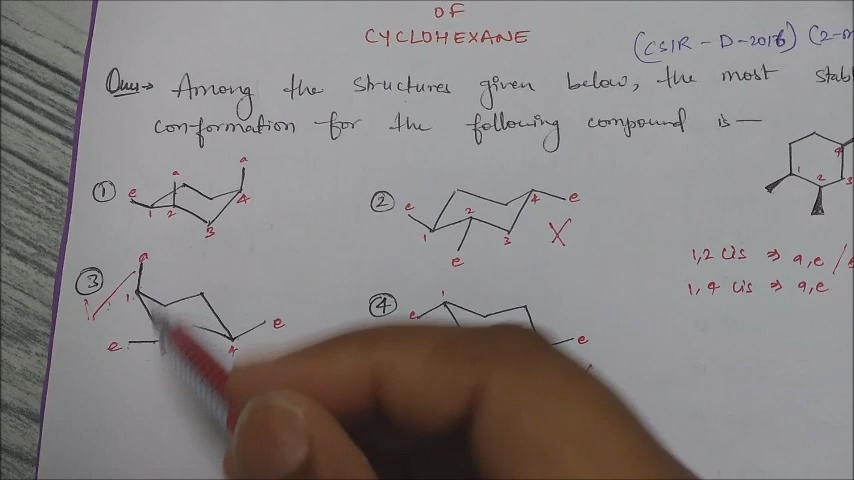 OF
CYCLOHEXANE
(CSIR - D-2016) (2-m
Ques→ Among the structures given below, the most stabl
conformation for the following compound is —
① e a a 1 2 3 4
② e 2 4 e 1 3 e X
4 1 2 3
1,2 cis ⇒ a,e /
1,4 cis ⇒ a,e
③ a 1 e e 4
④ e 1 e